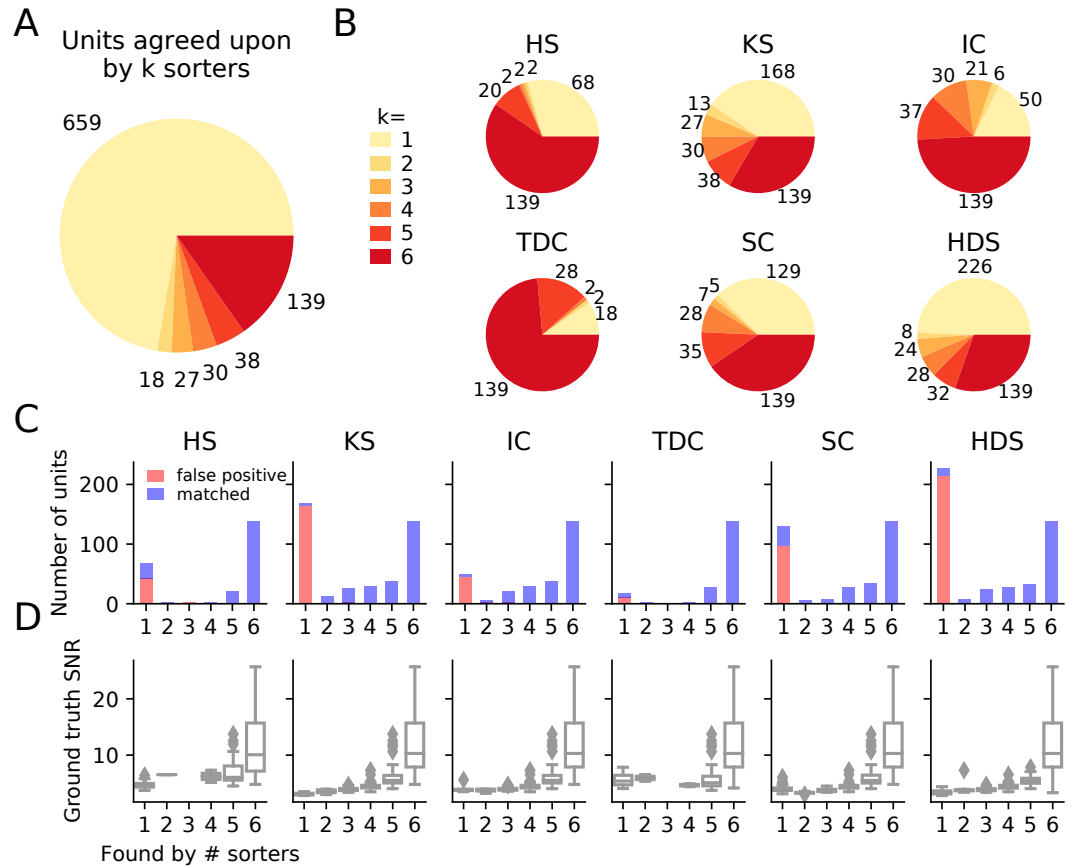 A
Units agreed upon
by k sorters
659
18
27
30
38
139
k=
1
2
3
4
5
6
B
HS
20
2
2
2
68
139
KS
168
13
27
30
38
139
IC
30
21
6
50
37
139
TDC
28
2
2
18
139
SC
129
5
7
28
35
139
HDS
226
8
24
28
32
139
C
HS
KS
IC
TDC
SC
HDS
Number of units
200
100
0
false positive
matched
1 2 3 4 5 6
1 2 3 4 5 6
1 2 3 4 5 6
1 2 3 4 5 6
1 2 3 4 5 6
1 2 3 4 5 6
D
Ground truth SNR
20
10
1 2 3 4 5 6
1 2 3 4 5 6
1 2 3 4 5 6
1 2 3 4 5 6
1 2 3 4 5 6
1 2 3 4 5 6
Found by # sorters